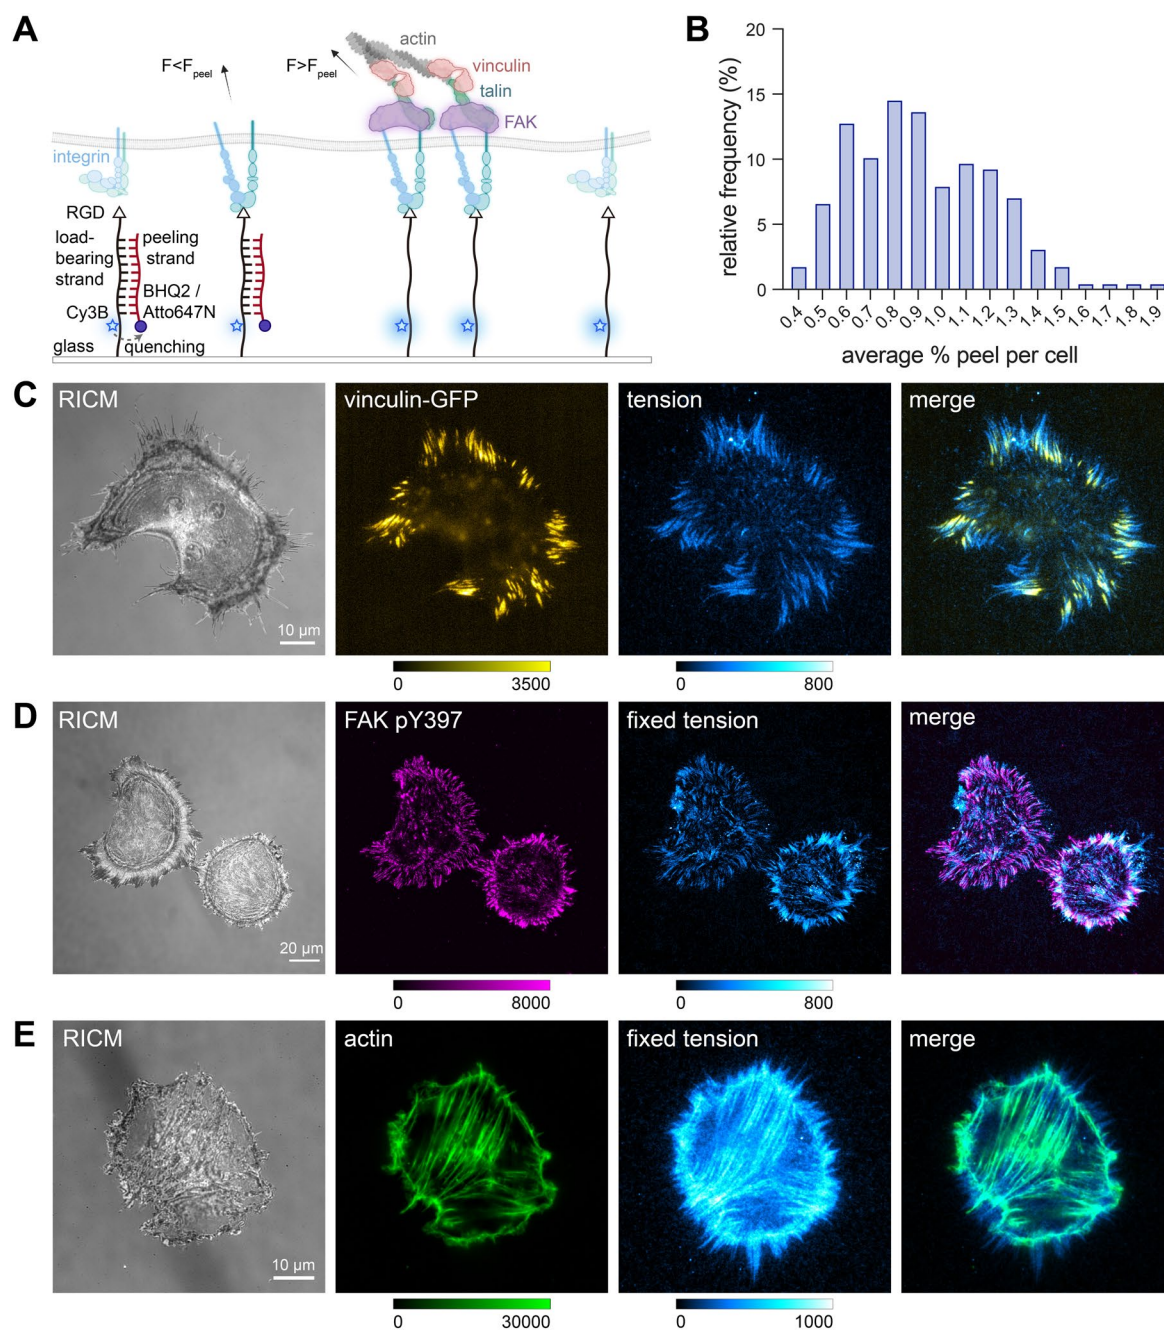 A
actin
F<Fpeel
F>Fpeel
vinculin
talin
FAK
integrin
RGD
load-
bearing
strand
peeling
strand
BHQ2 /
Atto647N
Cy3B
glass
quenching
B
relative frequency (%)
20
15
10
5
0
0.4 0.5 0.6 0.7 0.8 0.9 1.0 1.1 1.2 1.3 1.4 1.5 1.6 1.7 1.8 1.9
average % peel per cell
C
RICM
vinculin-GFP
tension
merge
10 µm
0 3500
0 800
D
RICM
FAK pY397
fixed tension
merge
20 µm
0 8000
0 800
E
RICM
actin
fixed tension
merge
10 µm
0 30000
0 1000